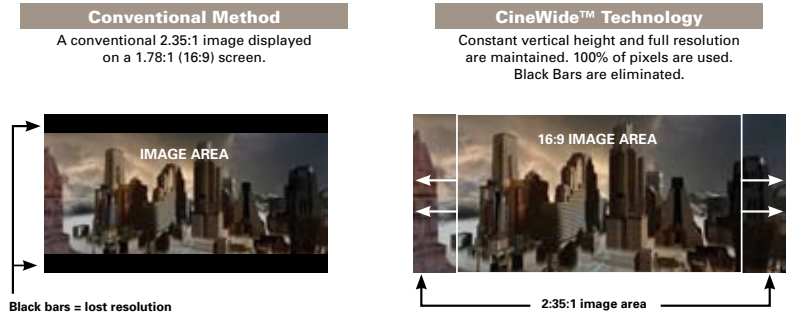 Conventional Method
A conventional 2.35:1 image displayed
on a 1.78:1 (16:9) screen.
IMAGE AREA
Black bars = lost resolution
CineWide™ Technology
Constant vertical height and full resolution
are maintained. 100% of pixels are used.
Black Bars are eliminated.
16:9 IMAGE AREA
2:35:1 image area